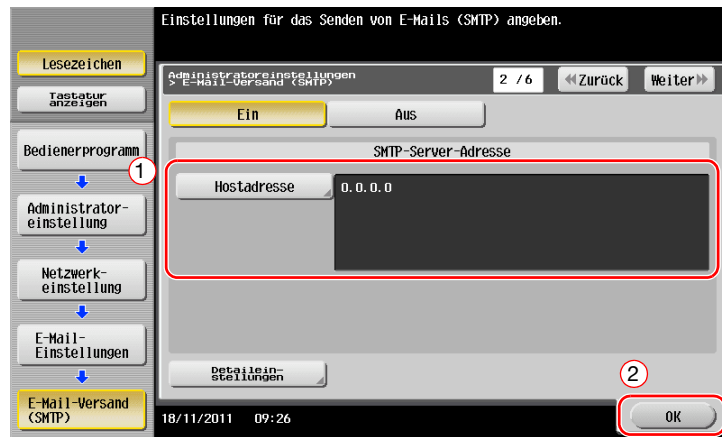 Einstellungen für das Senden von E-Mails (SMTP) angeben.
Lesezeichen
Tastatur
anzeigen
Bedienerprogramm
Administrator-
einstellung
Netzwerk-
einstellung
E-Mail-
Einstellungen
E-Mail-Versand
(SMTP)
Administratoreinstellungen
> E-Mail-Versand (SMTP)
2 /6
Zurück
Weiter
Ein
Aus
SMTP-Server-Adresse
1
Hostadresse
0.0.0.0
Detailein-
stellungen
2
18/11/2011 09:26
OK